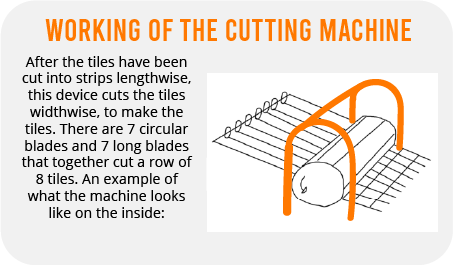 WORKING OF THE CUTTING MACHINE
After the tiles have been
cut into strips lengthwise,
this device cuts the tiles
widthwise, to make the
tiles. There are 7 circular
blades and 7 long blades
that together cut a row of
8 tiles. An example of
what the machine looks
like on the inside: